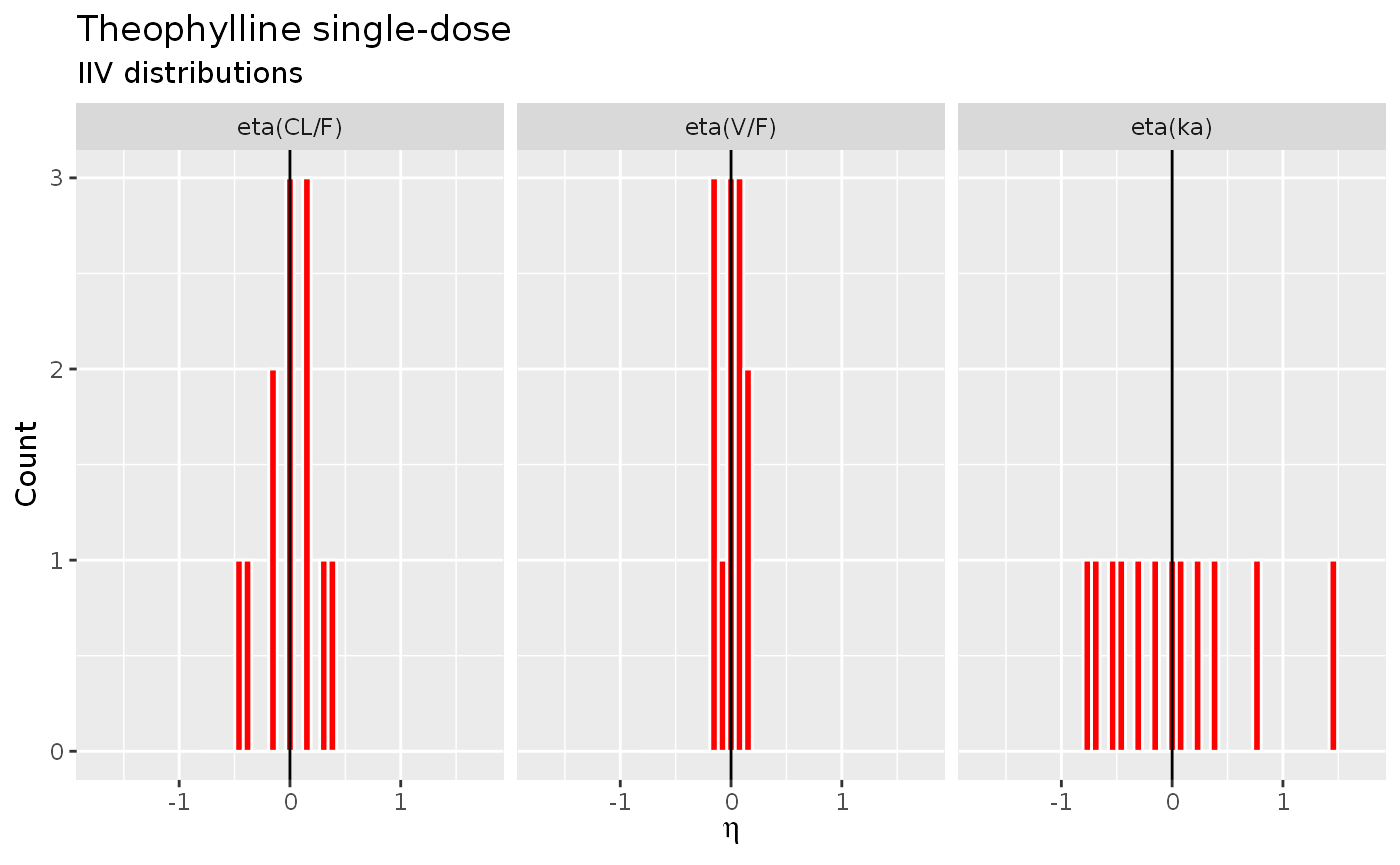 Theophylline single-dose
IIV distributions
eta(CL/F) eta(V/F) eta(ka)
3
2
1
0
Count
-1 0 1 -1 0 1 -1 0 1
η